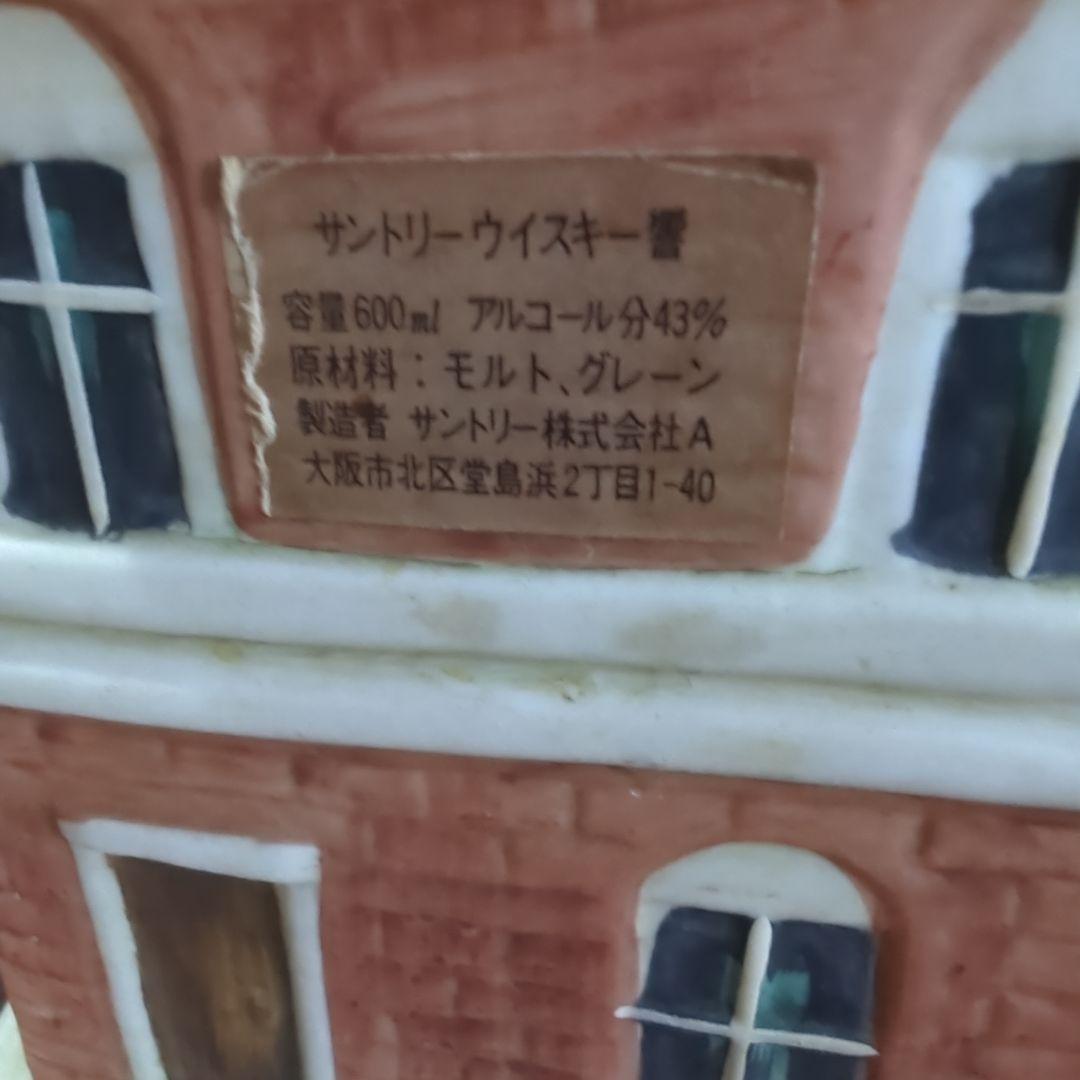 サントリーウイスキー響
容量600ml アルコール分43%
原材料：モルト、グレーン
製造者 サントリー株式会社A
大阪市北区堂島浜2丁目1-40